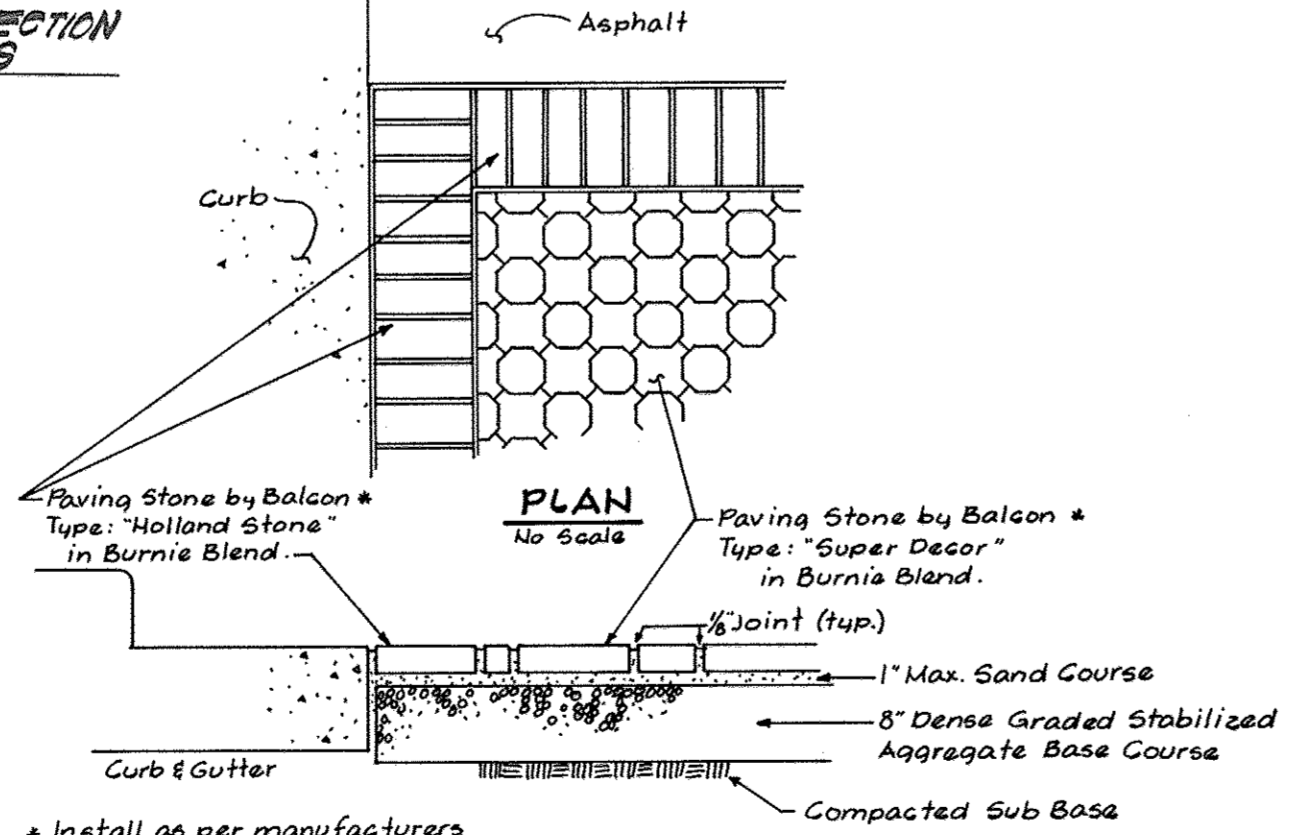 Asphalt
Curb
Paving Stone by Balcon *
Type: "Holland Stone"
in Burnie Blend.
PLAN
No Scale
Paving Stone by Balcon *
Type: "Super Decor"
in Burnie Blend.
1/8" Joint (typ.)
1" Max. Sand Course
8" Dense Graded Stabilized
Aggregate Base Course
Curb & Gutter
Compacted Sub Base
* Install as per manufacturers